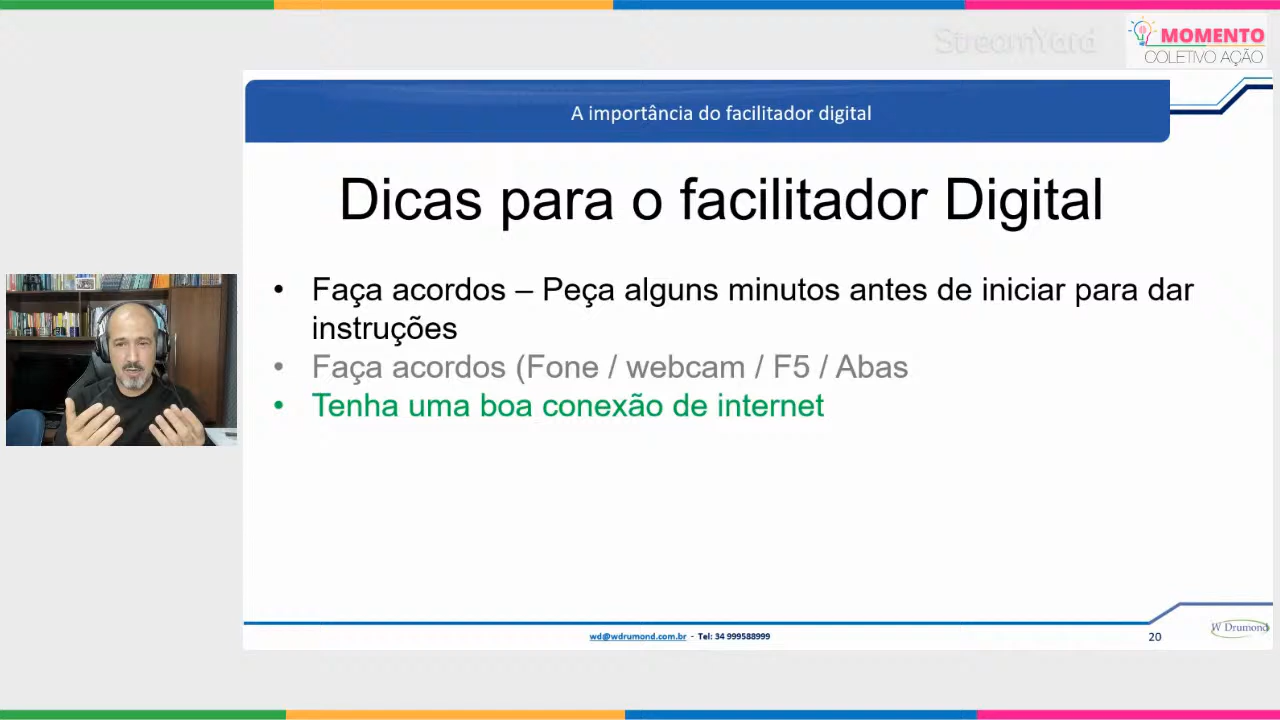 StreamYard
MOMENTO
COLETIVO AÇÃO
A importância do facilitador digital
Dicas para o facilitador Digital
• Faça acordos – Peça alguns minutos antes de iniciar para dar
instruções
• Faça acordos (Fone / webcam / F5 / Abas
• Tenha uma boa conexão de internet
wd@wdrumond.com.br - Tel: 34 999588999
20
W Drumond